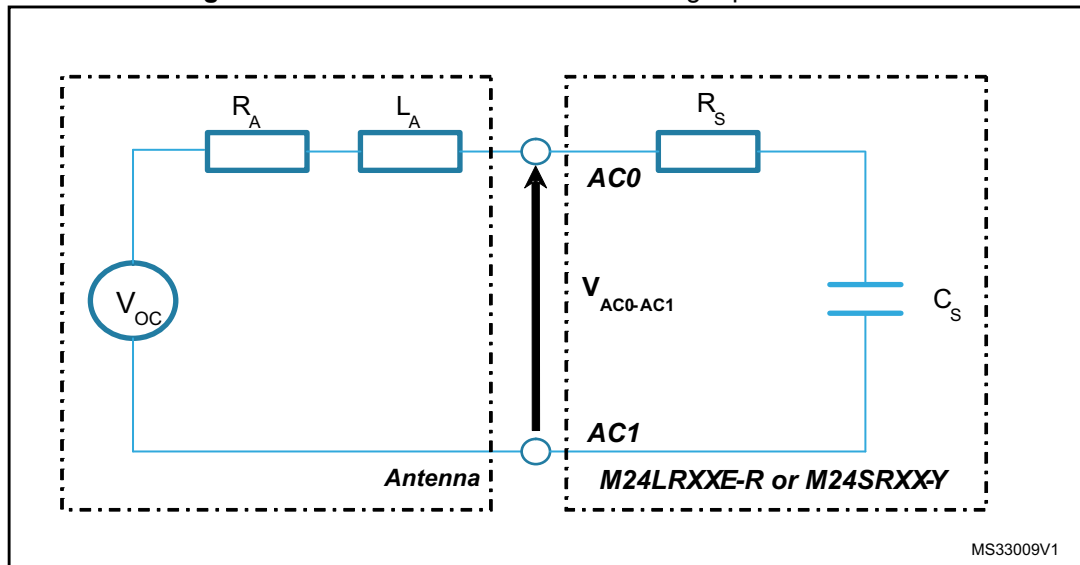 R_A
L_A
R_S
AC0
V_OC
V_AC0-AC1
C_S
AC1
Antenna
M24LRXXE-R or M24SRXX-Y
MS33009V1